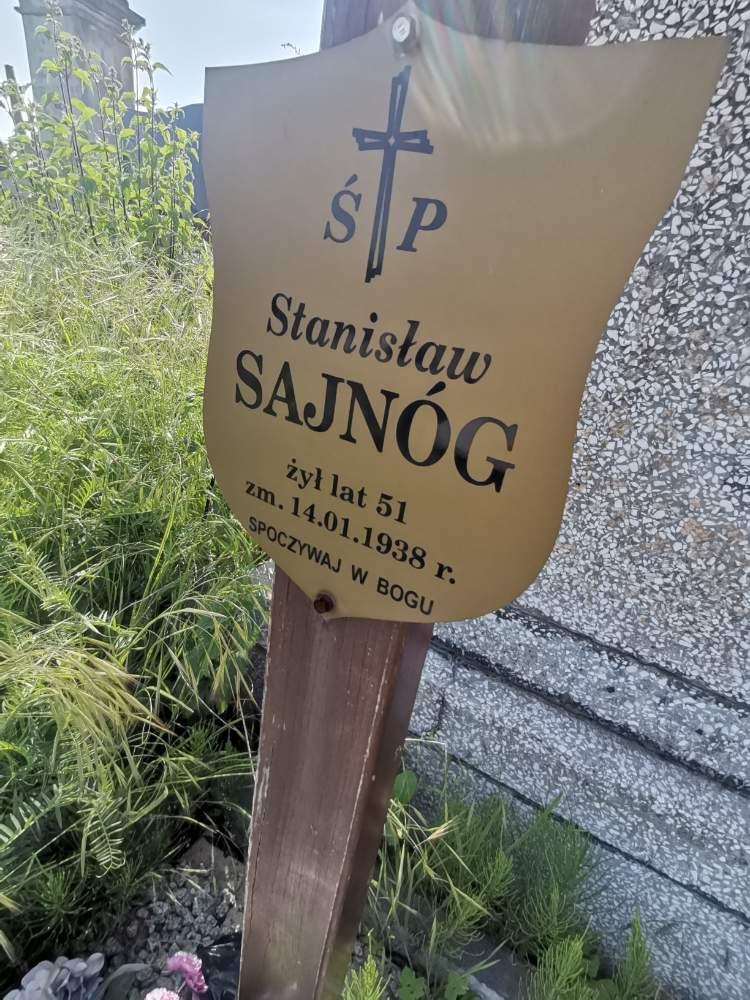 Ś P
Stanisław
SAJNÓG
żył lat 51
zm. 14.01.1938 r.
SPOCZYWAJ W BOGU